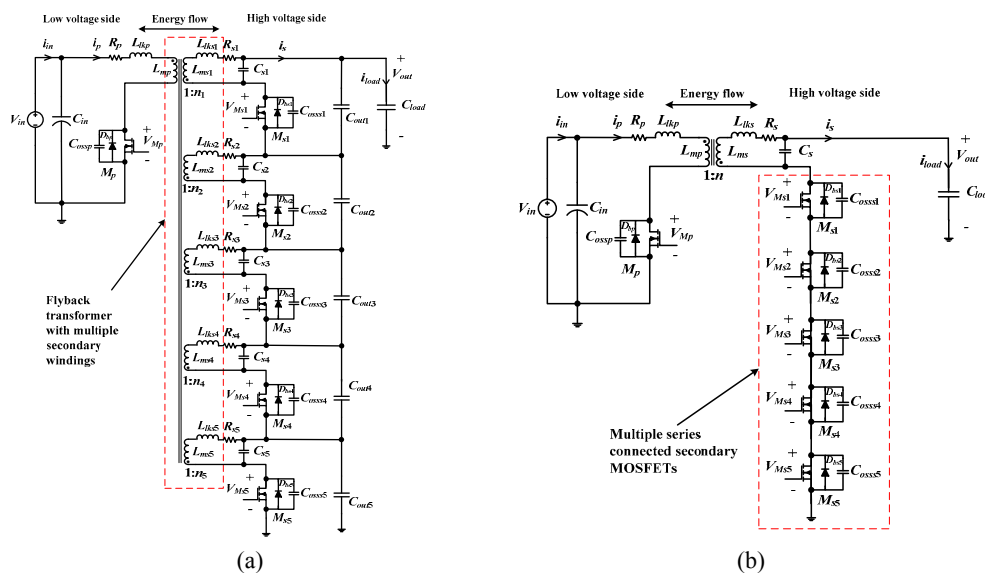 Low voltage side Energy flow High voltage side
i_in i_p R_p L_lkp L_lks1 R_s1 i_s
L_mp L_ms1 C_s1 i_load + V_out -
1:n_1 V_Ms1 + - D_bs1 C_osss1 C_out1 C_load
V_in C_in C_ossp D_bp + V_Mp - M_p M_s1
L_lks2 R_s2
L_ms2 C_s2
1:n_2 V_Ms2 + - C_osss2 C_out2
M_s2
L_lks3 R_s3
L_ms3 C_s3
1:n_3 V_Ms3 + - C_osss3 C_out3
M_s3
Flyback
transformer
with multiple
secondary
windings
L_lks4 R_s4
L_ms4 C_s4
1:n_4 V_Ms4 + - C_osss4 C_out4
M_s4
L_lks5 R_s5
L_ms5 C_s5
1:n_5 V_Ms5 + - C_osss5 C_out5
M_s5
(a)
Low voltage side Energy flow High voltage side
i_in i_p R_p L_lkp L_lks R_s i_s
L_mp L_ms C_s i_load + V_out -
1:n
V_in C_in C_ossp D_bp + V_Mp - M_p C_loa
V_Ms1 + - D_bs1 C_osss1
M_s1
V_Ms2 + - D_bs2 C_osss2
M_s2
V_Ms3 + - D_bs3 C_osss3
M_s3
V_Ms4 + - D_bs4 C_osss4
M_s4
V_Ms5 + - D_bs5 C_osss5
M_s5
Multiple series
connected secondary
MOSFETs
(b)